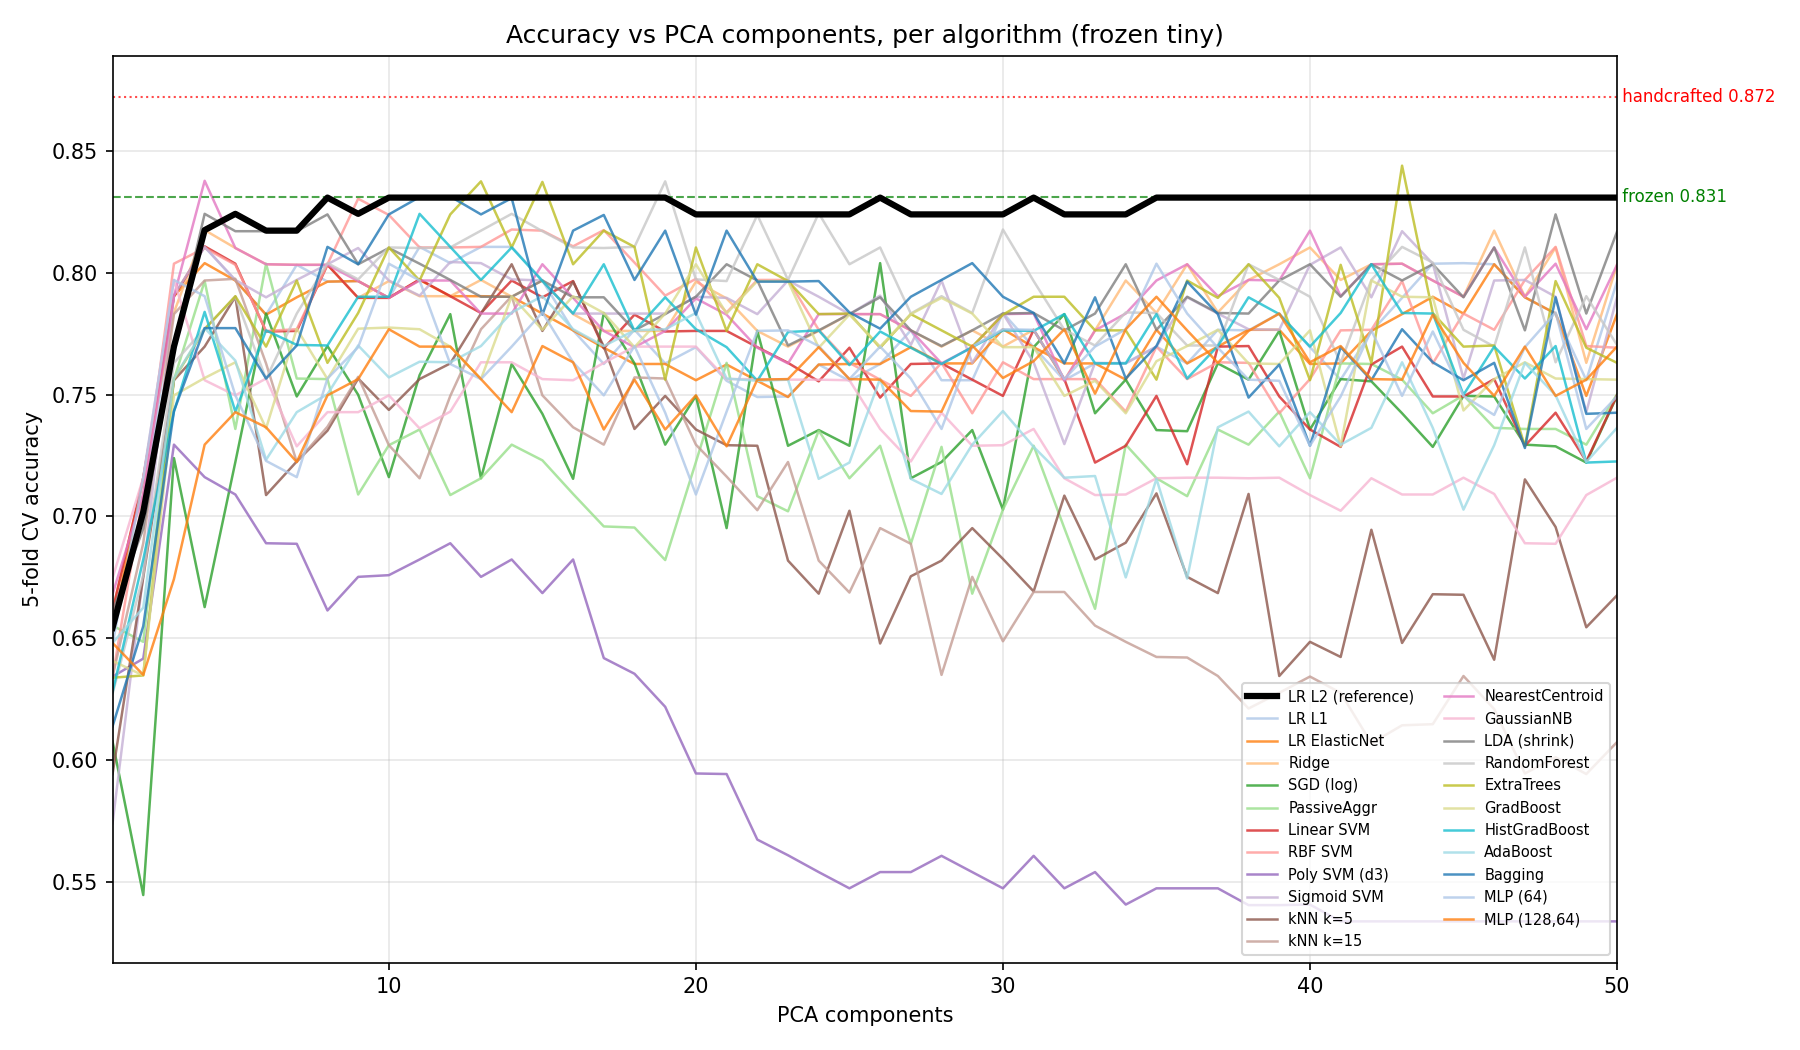 Accuracy vs PCA components, per algorithm (frozen tiny)
handcrafted 0.872
0.85
frozen 0.831
0.80
0.75
0.70
0.65
0.60
0.55
5-fold CV accuracy
LR L2 (reference)
LR L1
LR ElasticNet
Ridge
SGD (log)
PassiveAggr
Linear SVM
RBF SVM
Poly SVM (d3)
Sigmoid SVM
kNN k=5
kNN k=15
NearestCentroid
GaussianNB
LDA (shrink)
RandomForest
ExtraTrees
GradBoost
HistGradBoost
AdaBoost
Bagging
MLP (64)
MLP (128,64)
10 20 30 40 50
PCA components